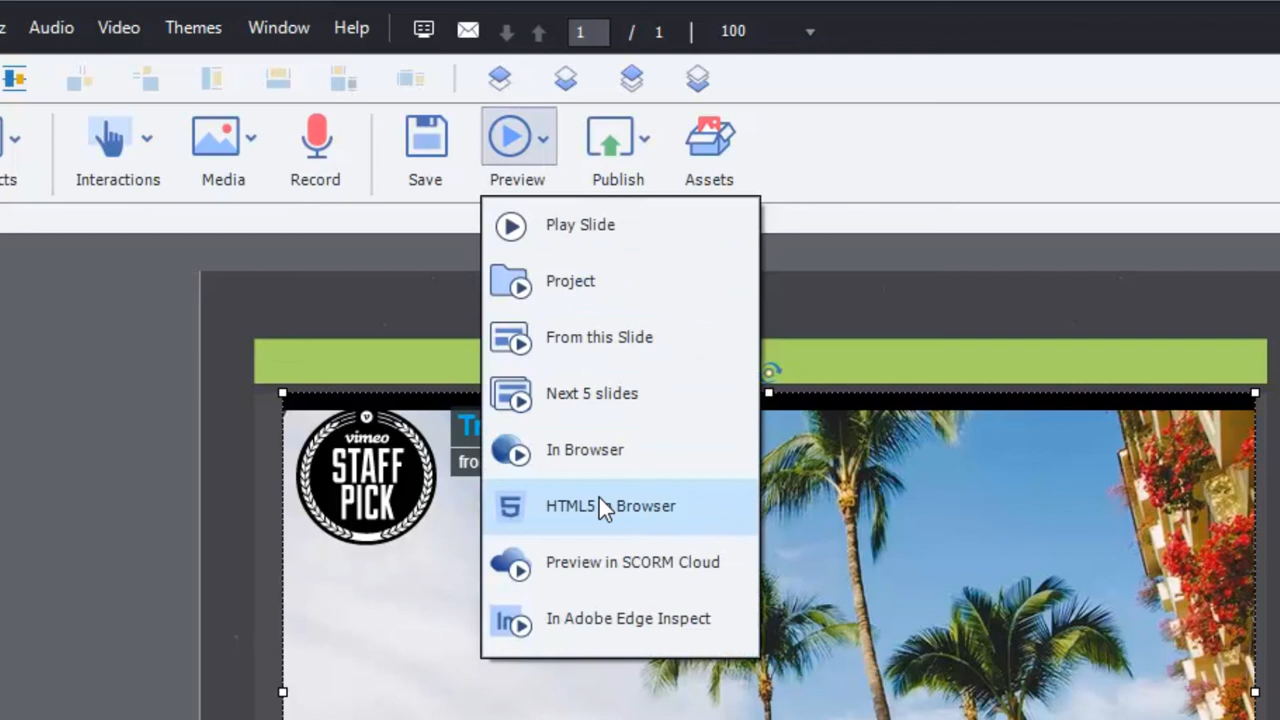 Audio Video Themes Window Help 1 / 1 100
Interactions Media Record Save Preview Publish Assets
Play Slide
Project
From this Slide
Next 5 slides
In Browser
HTML5 Browser
Preview in SCORM Cloud
In Adobe Edge Inspect
vimeo
STAFF
PICK